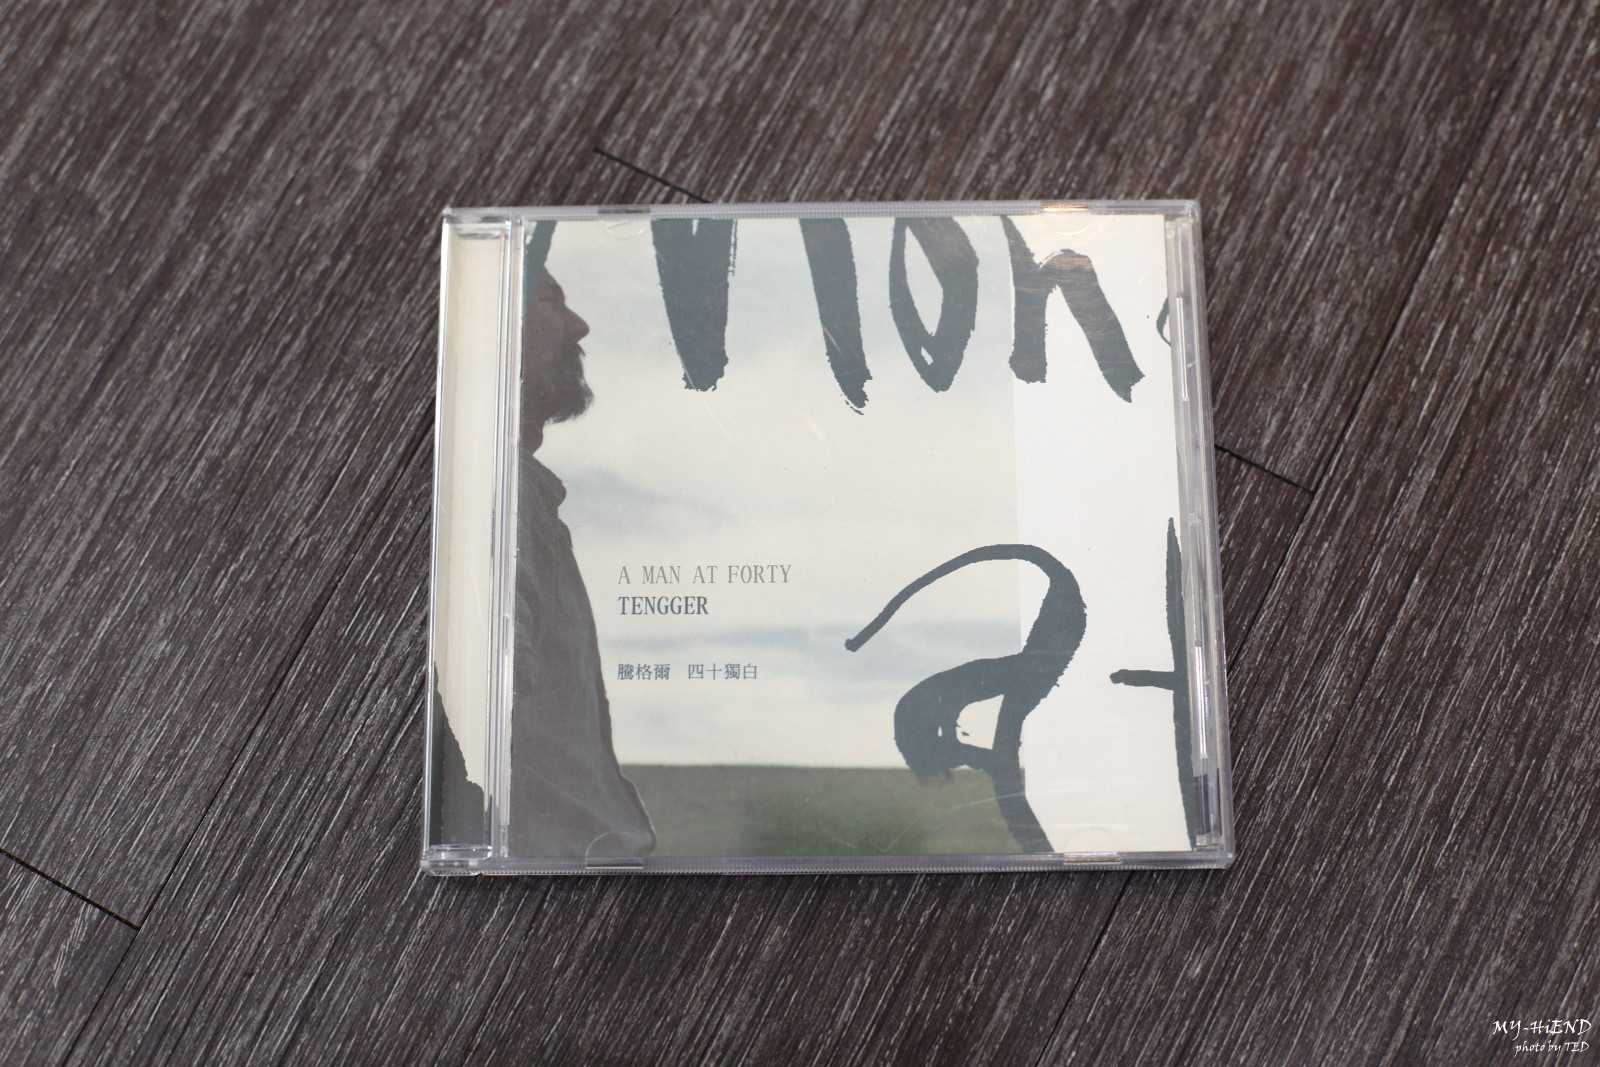 A MAN AT FORTY
TENGGER
騰格爾 四十獨白
MY-HiEND
photo by TED